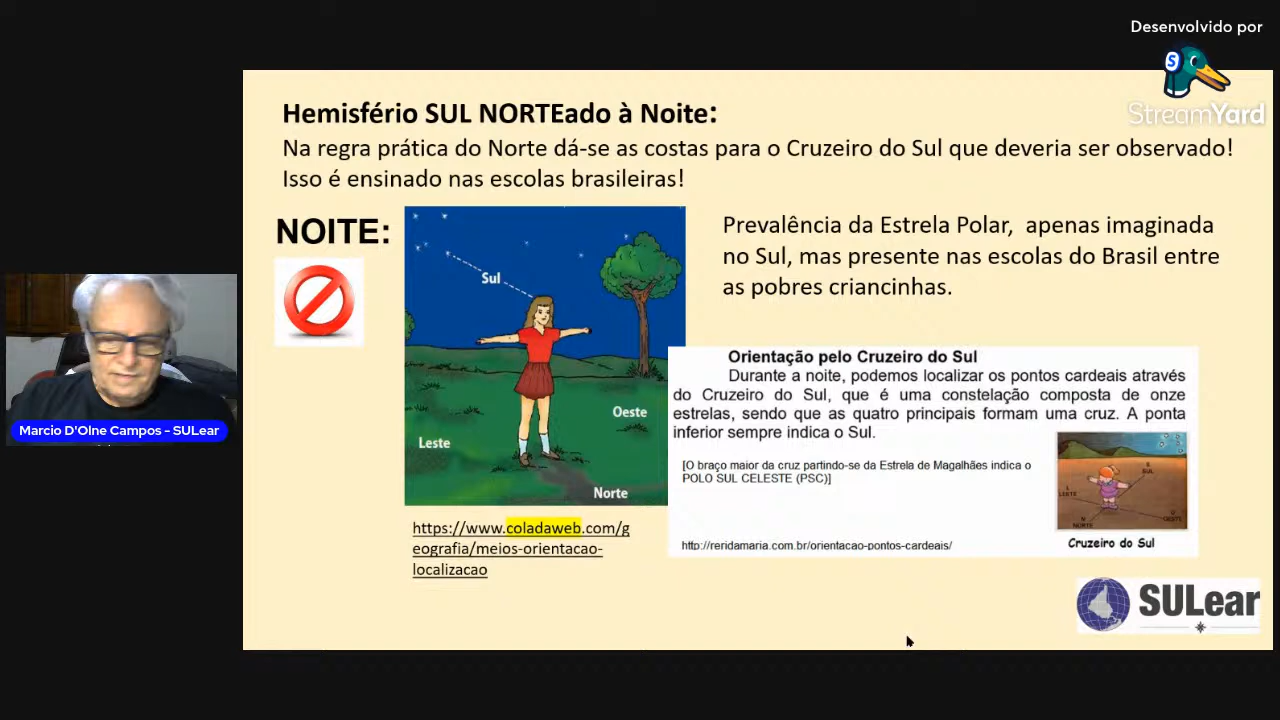 Desenvolvido por
StreamYard
Hemisfério SUL NORTEado à Noite:
Na regra prática do Norte dá-se as costas para o Cruzeiro do Sul que deveria ser observado!
Isso é ensinado nas escolas brasileiras!
NOITE:
Sul
Oeste
Leste
Norte
https://www.coladaweb.com/g
eografia/meios-orientacao-
localizacao
Prevalência da Estrela Polar, apenas imaginada
no Sul, mas presente nas escolas do Brasil entre
as pobres criancinhas.
Orientação pelo Cruzeiro do Sul
Durante a noite, podemos localizar os pontos cardeais através
do Cruzeiro do Sul, que é uma constelação composta de onze
estrelas, sendo que as quatro principais formam uma cruz. A ponta
inferior sempre indica o Sul.
[O braço maior da cruz partindo-se da Estrela de Magalhães indica o
POLO SUL CELESTE (PSC)]
S
SUL
L
LESTE
N
NORTE
O
OESTE
Cruzeiro do Sul
http://reridamaria.com.br/orientacao-pontos-cardeais/
SULear
Marcio D'Olne Campos - SULear